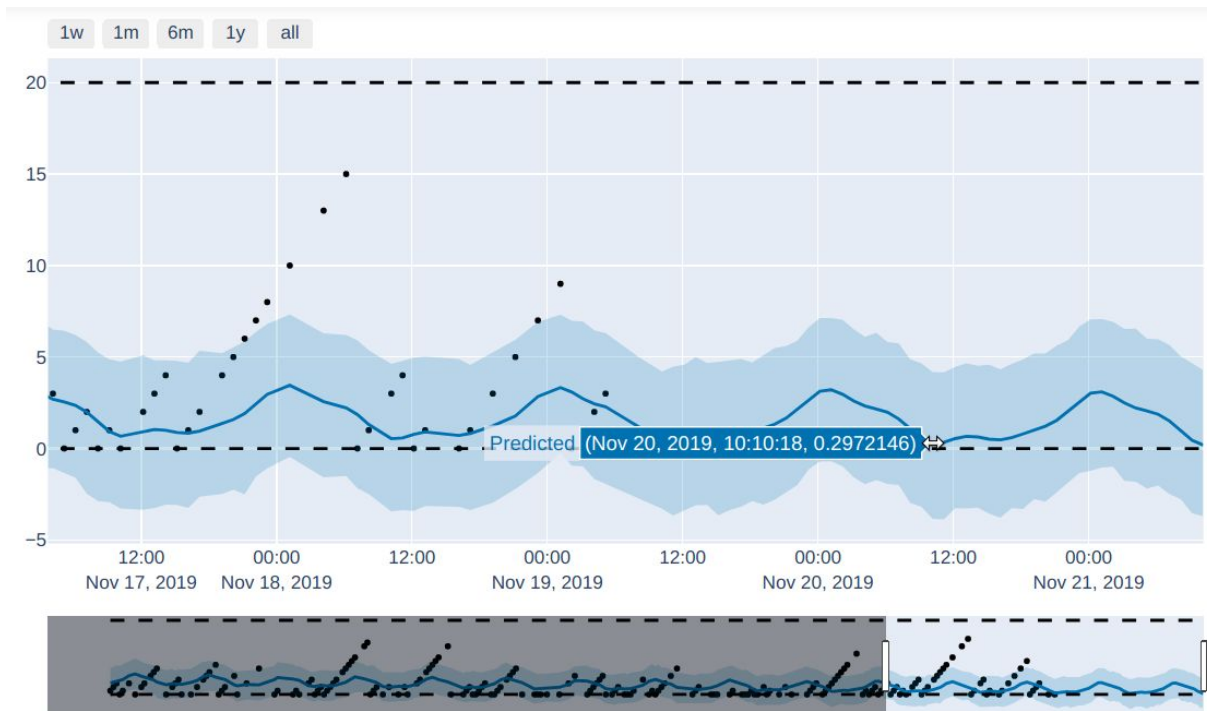 1w 1m 6m 1y all
20
15
10
5
0
−5
Predicted (Nov 20, 2019, 10:10:18, 0.2972146)
12:00 00:00 12:00 00:00 12:00 00:00 12:00 00:00
Nov 17, 2019 Nov 18, 2019 Nov 19, 2019 Nov 20, 2019 Nov 21, 2019